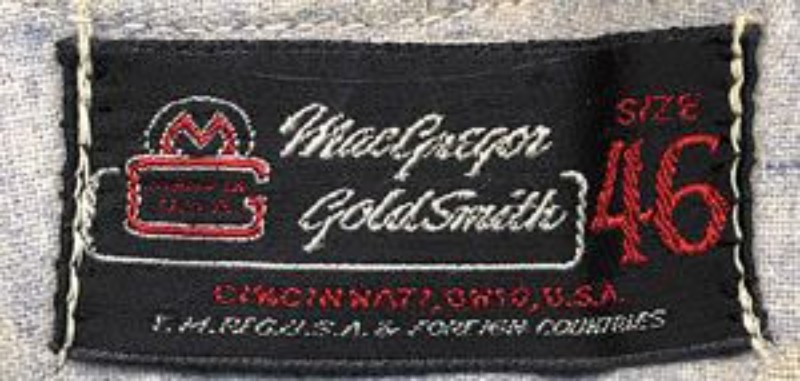 M
MacGregor
GoldSmith
SIZE
46
CINCINNATI, OHIO, U.S.A.
T. M. REG. U.S.A. & FOREIGN COUNTRIES